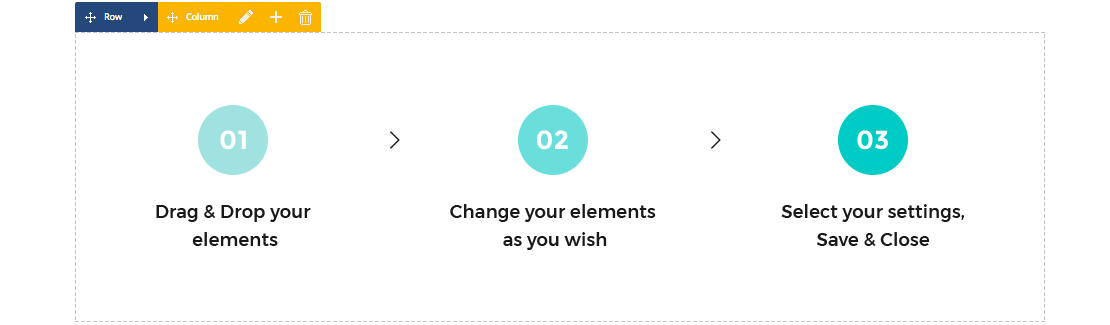 Row Column
01
Drag & Drop your
elements
02
Change your elements
as you wish
03
Select your settings,
Save & Close